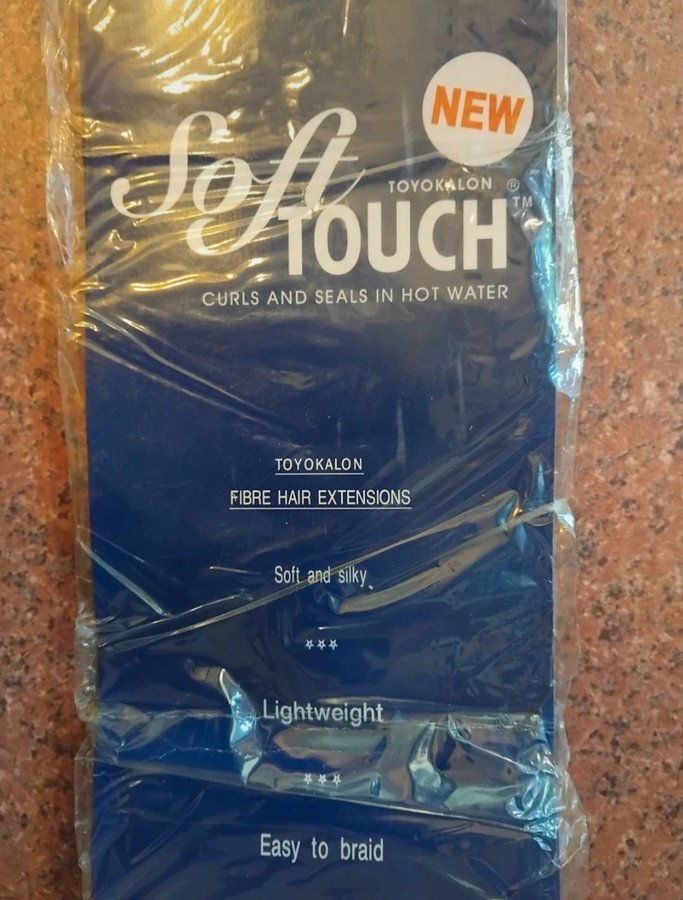 NEW
Soft
TOYOKALON ®
TOUCH ™
CURLS AND SEALS IN HOT WATER
TOYOKALON
FIBRE HAIR EXTENSIONS
Soft and silky
***
Lightweight
***
Easy to braid